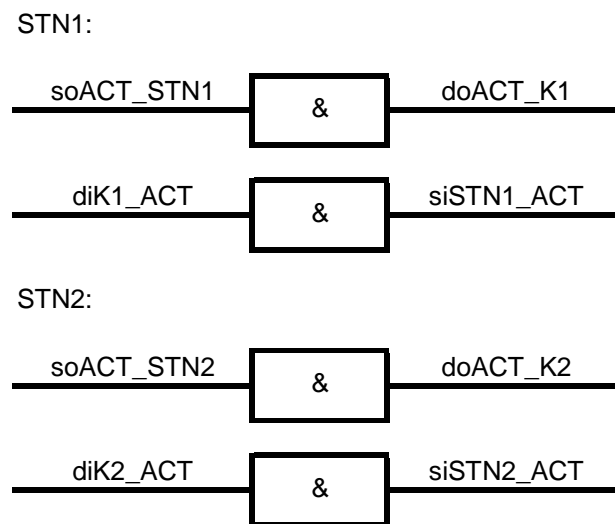 STN1:
soACT_STN1 & doACT_K1
diK1_ACT & siSTN1_ACT
STN2:
soACT_STN2 & doACT_K2
diK2_ACT & siSTN2_ACT